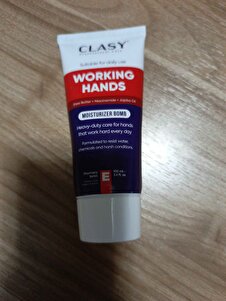 CLASY
Suitable for daily use
WORKING
HANDS
Shea Butter • Niacinamide • Jojoba Oil
MOISTURIZER BOMB
Heavy-duty care for hands
that work hard every day
Formulated to resist water,
chemicals and harsh conditions.
E